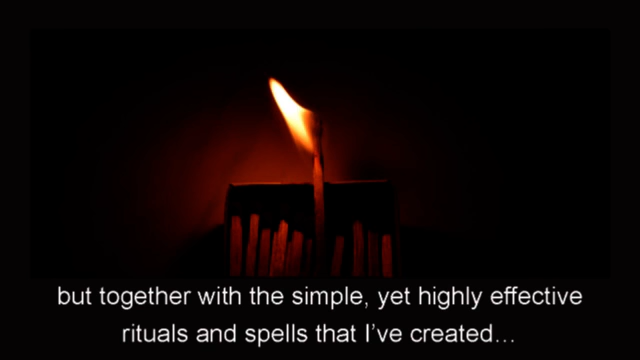 but together with the simple, yet highly effective
rituals and spells that I’ve created…